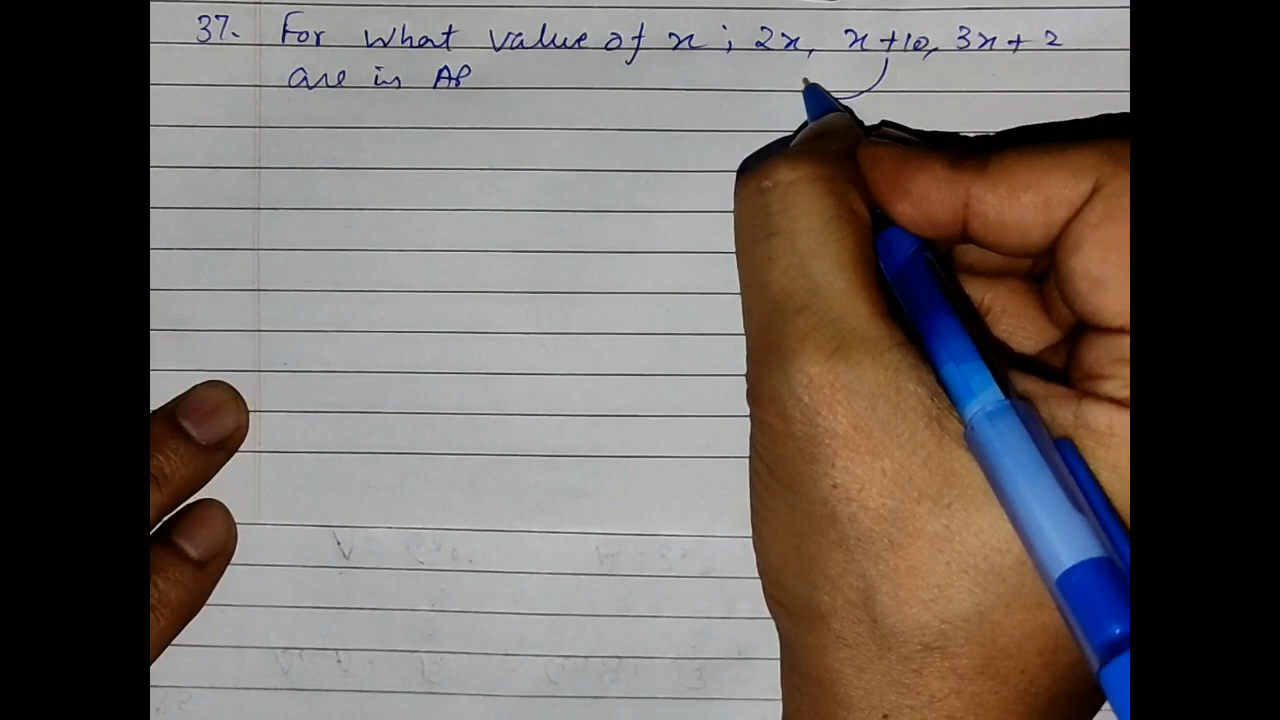 37. For what value of x ; 2x, x+10, 3x+2
are in AP